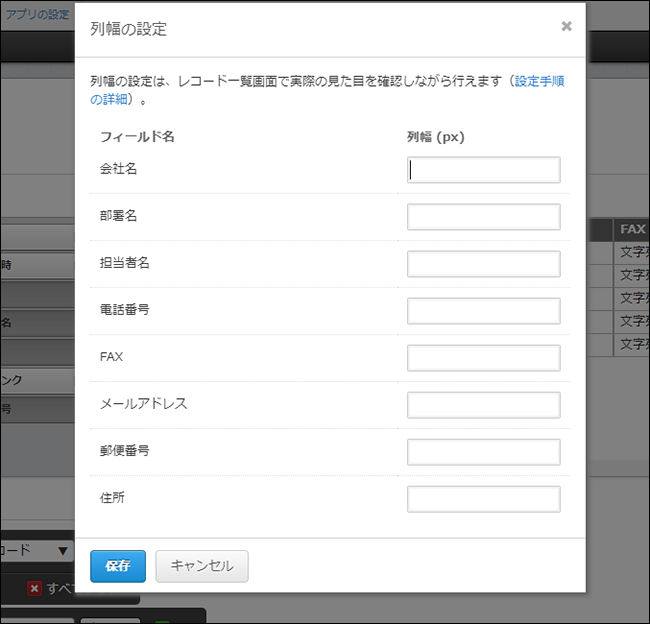 アプリの設定
列幅の設定
列幅の設定は、レコード一覧画面で実際の見た目を確認しながら行えます（設定手順
の詳細）。
フィールド名 列幅 (px)
会社名
部署名
担当者名
電話番号
FAX
メールアドレス
郵便番号
住所
保存 キャンセル
FAX
文字列
文字列
文字列
文字列
文字列
時
名
ンク
号
コード
すべ